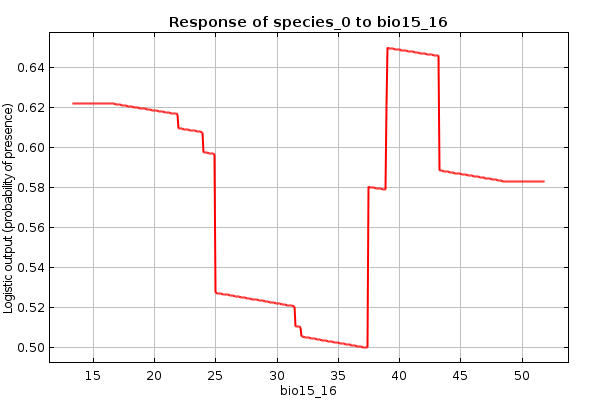 Response of species_0 to bio15_16
Logistic output (probability of presence)
0.64
0.62
0.60
0.58
0.56
0.54
0.52
0.50
15 20 25 30 35 40 45 50
bio15_16